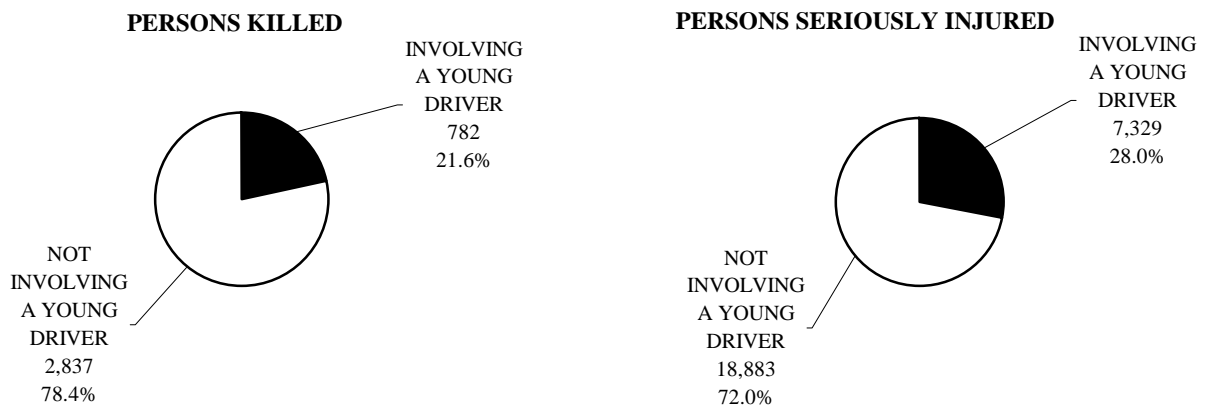 PERSONS KILLED
INVOLVING
A YOUNG
DRIVER
782
21.6%
NOT
INVOLVING
A YOUNG
DRIVER
2,837
78.4%
PERSONS SERIOUSLY INJURED
INVOLVING
A YOUNG
DRIVER
7,329
28.0%
NOT
INVOLVING
A YOUNG
DRIVER
18,883
72.0%